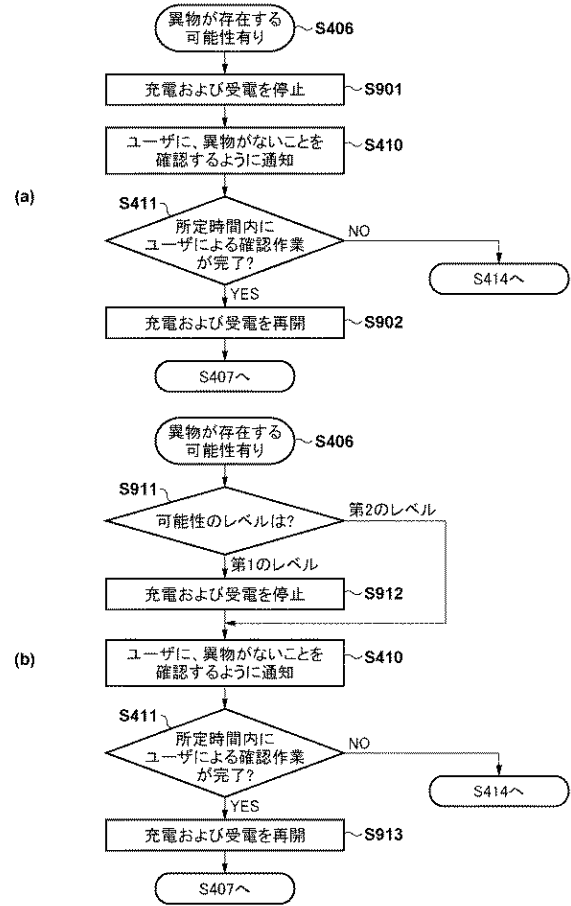 異物が存在する
可能性有り
S406
充電および受電を停止
S901
ユーザに、異物がないことを
確認するように通知
S410
(a)
S411
所定時間内に
ユーザによる確認作業
が完了?
NO
S414へ
YES
充電および受電を再開
S902
S407へ
異物が存在する
可能性有り
S406
S911
可能性のレベルは?
第2のレベル
第1のレベル
充電および受電を停止
S912
ユーザに、異物がないことを
確認するように通知
S410
(b)
S411
所定時間内に
ユーザによる確認作業
が完了?
NO
S414へ
YES
充電および受電を再開
S913
S407へ